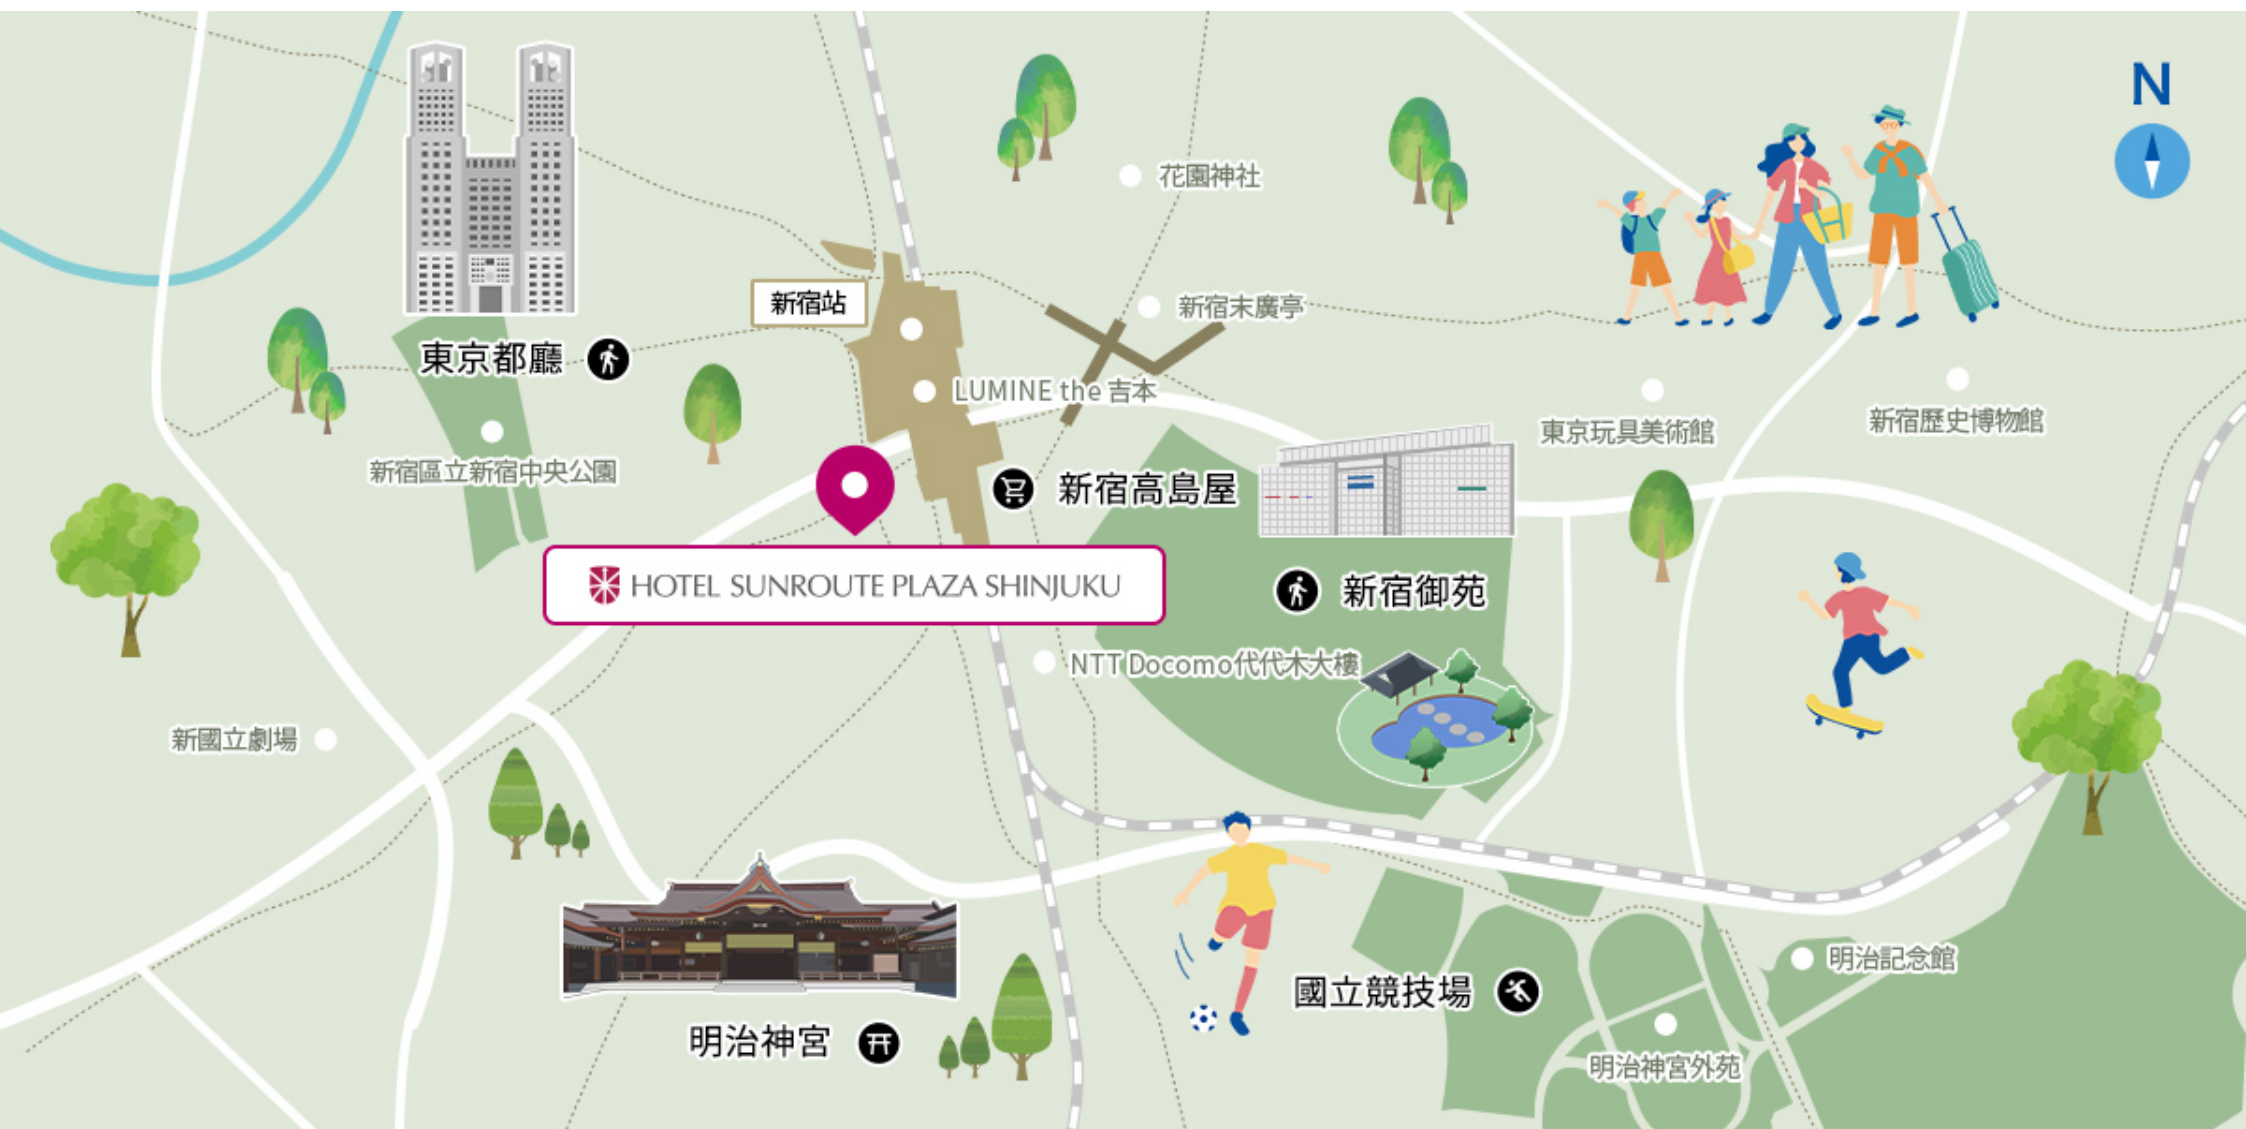 N
花園神社
新宿站
新宿末廣亭
東京都廳
LUMINE the 吉本
東京玩具美術館
新宿歷史博物館
新宿區立新宿中央公園
新宿高島屋
HOTEL SUNROUTE PLAZA SHINJUKU
新宿御苑
NTT Docomo代代木大樓
新國立劇場
明治記念館
國立競技場
明治神宮
明治神宮外苑